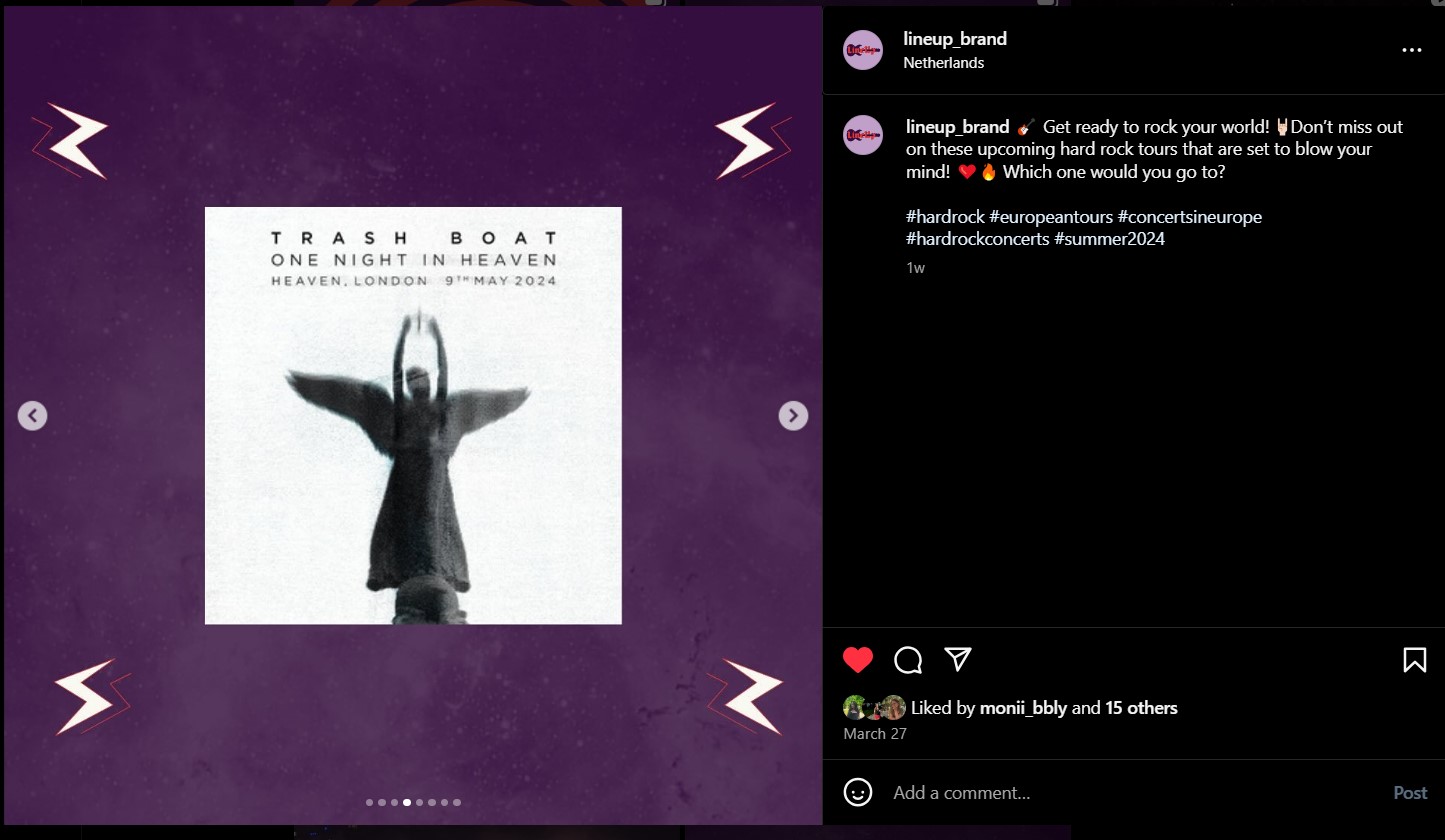 TRASH BOAT
ONE NIGHT IN HEAVEN
HEAVEN, LONDON 9TH MAY 2024
lineup_brand
Netherlands
lineup_brand 🎸 Get ready to rock your world! 🤘🏻Don't miss out
on these upcoming hard rock tours that are set to blow your
mind! ❤️🔥 Which one would you go to?
#hardrock #europeantours #concertsineurope
#hardrockconcerts #summer2024
1w
Liked by monii_bbly and 15 others
March 27
Add a comment...
Post